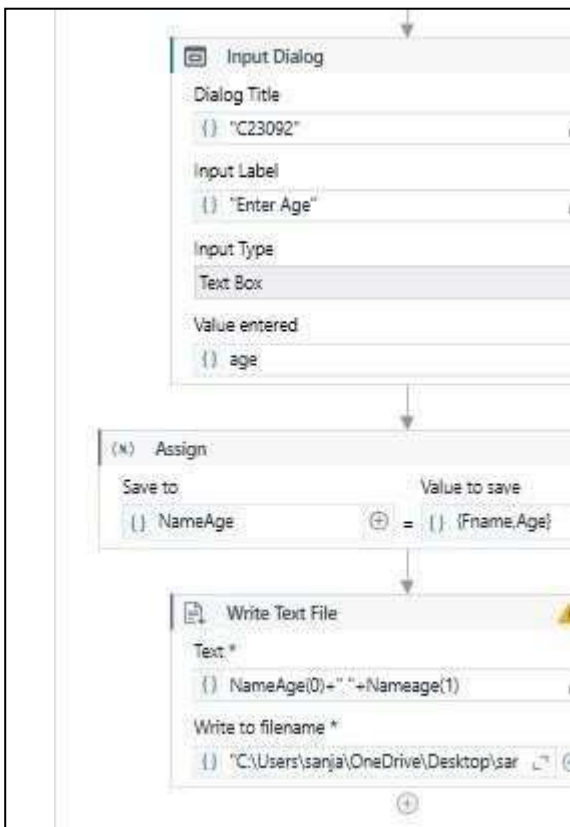 Input Dialog
Dialog Title
"C23092"
Input Label
"Enter Age"
Input Type
Text Box
Value entered
age
Assign
Save to Value to save
NameAge = {Fname,Age}
Write Text File
Text *
NameAge(0)+" "+Nameage(1)
Write to filename *
"C:\Users\sanja\OneDrive\Desktop\sar